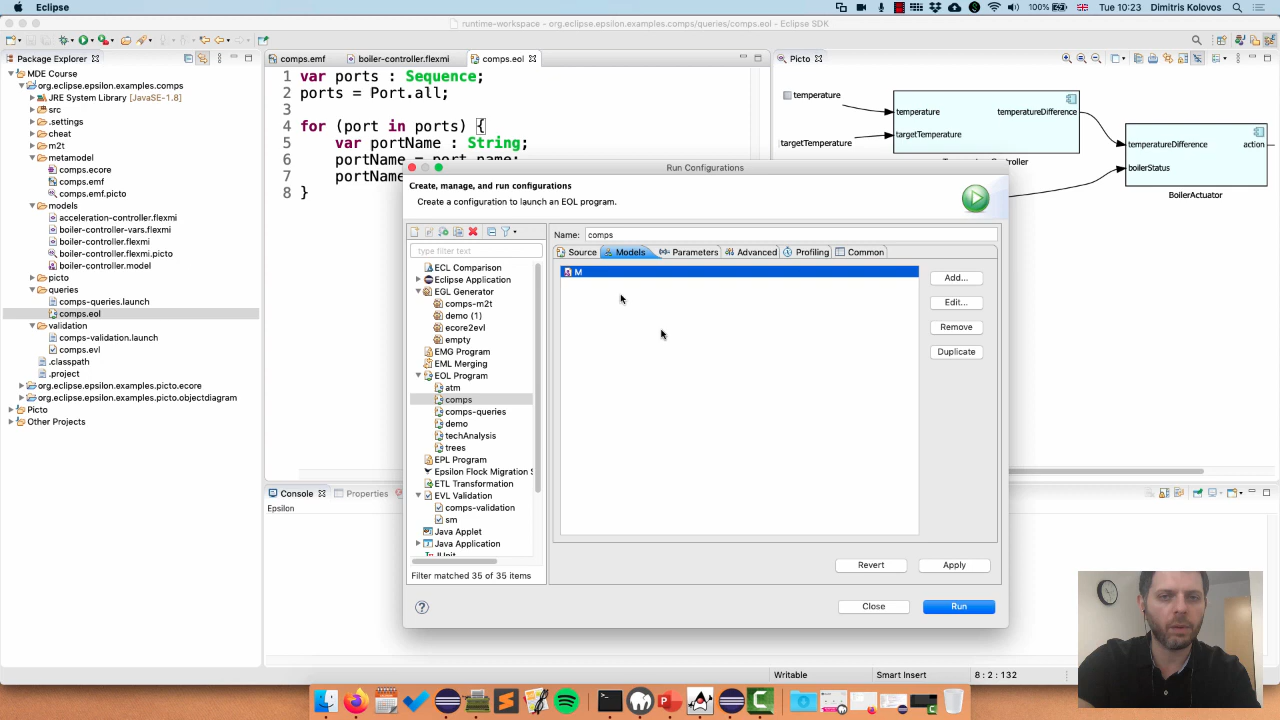 Eclipse
100%
Tue 10:23
Dimitris Kolovos
runtime-workspace - org.eclipse.epsilon.examples.comps/queries/comps.eol - Eclipse SDK
Package Explorer
MDE Course
org.eclipse.epsilon.examples.comps
JRE System Library [JavaSE-1.8]
src
.settings
cheat
m2t
metamodel
comps.ecore
comps.emf
comps.emf.picto
models
acceleration-controller.flexmi
boiler-controller-vars.flexmi
boiler-controller.flexmi
boiler-controller.flexmi.picto
boiler-controller.model
picto
queries
comps-queries.launch
comps.eol
validation
comps-validation.launch
comps.evl
.classpath
.project
org.eclipse.epsilon.examples.picto.ecore
org.eclipse.epsilon.examples.picto.objectdiagram
Picto
Other Projects
comps.emf
boiler-controller.flexmi
comps.eol
1 var ports : Sequence;
2 ports = Port.all;
3
4 for (port in ports) {
5 var portName : String;
6 portName = port.name;
7 portName
8 }
Picto
temperature
targetTemperature
temperature
targetTemperature
temperatureDifference
temperatureDifference
boilerStatus
action
BoilerActuator
Run Configurations
Create, manage, and run configurations
Create a configuration to launch an EOL program.
type filter text
ECL Comparison
Eclipse Application
EGL Generator
comps-m2t
demo (1)
ecore2evl
empty
EMG Program
EML Merging
EOL Program
atm
comps
comps-queries
demo
techAnalysis
trees
EPL Program
Epsilon Flock Migration S
ETL Transformation
EVL Validation
comps-validation
sm
Java Applet
Java Application
Filter matched 35 of 35 items
Name: comps
Source
Models
Parameters
Advanced
Profiling
Common
M
Add...
Edit...
Remove
Duplicate
Revert
Apply
Close
Run
Console
Properties
Epsilon
Writable
Smart Insert
8 : 2 : 132